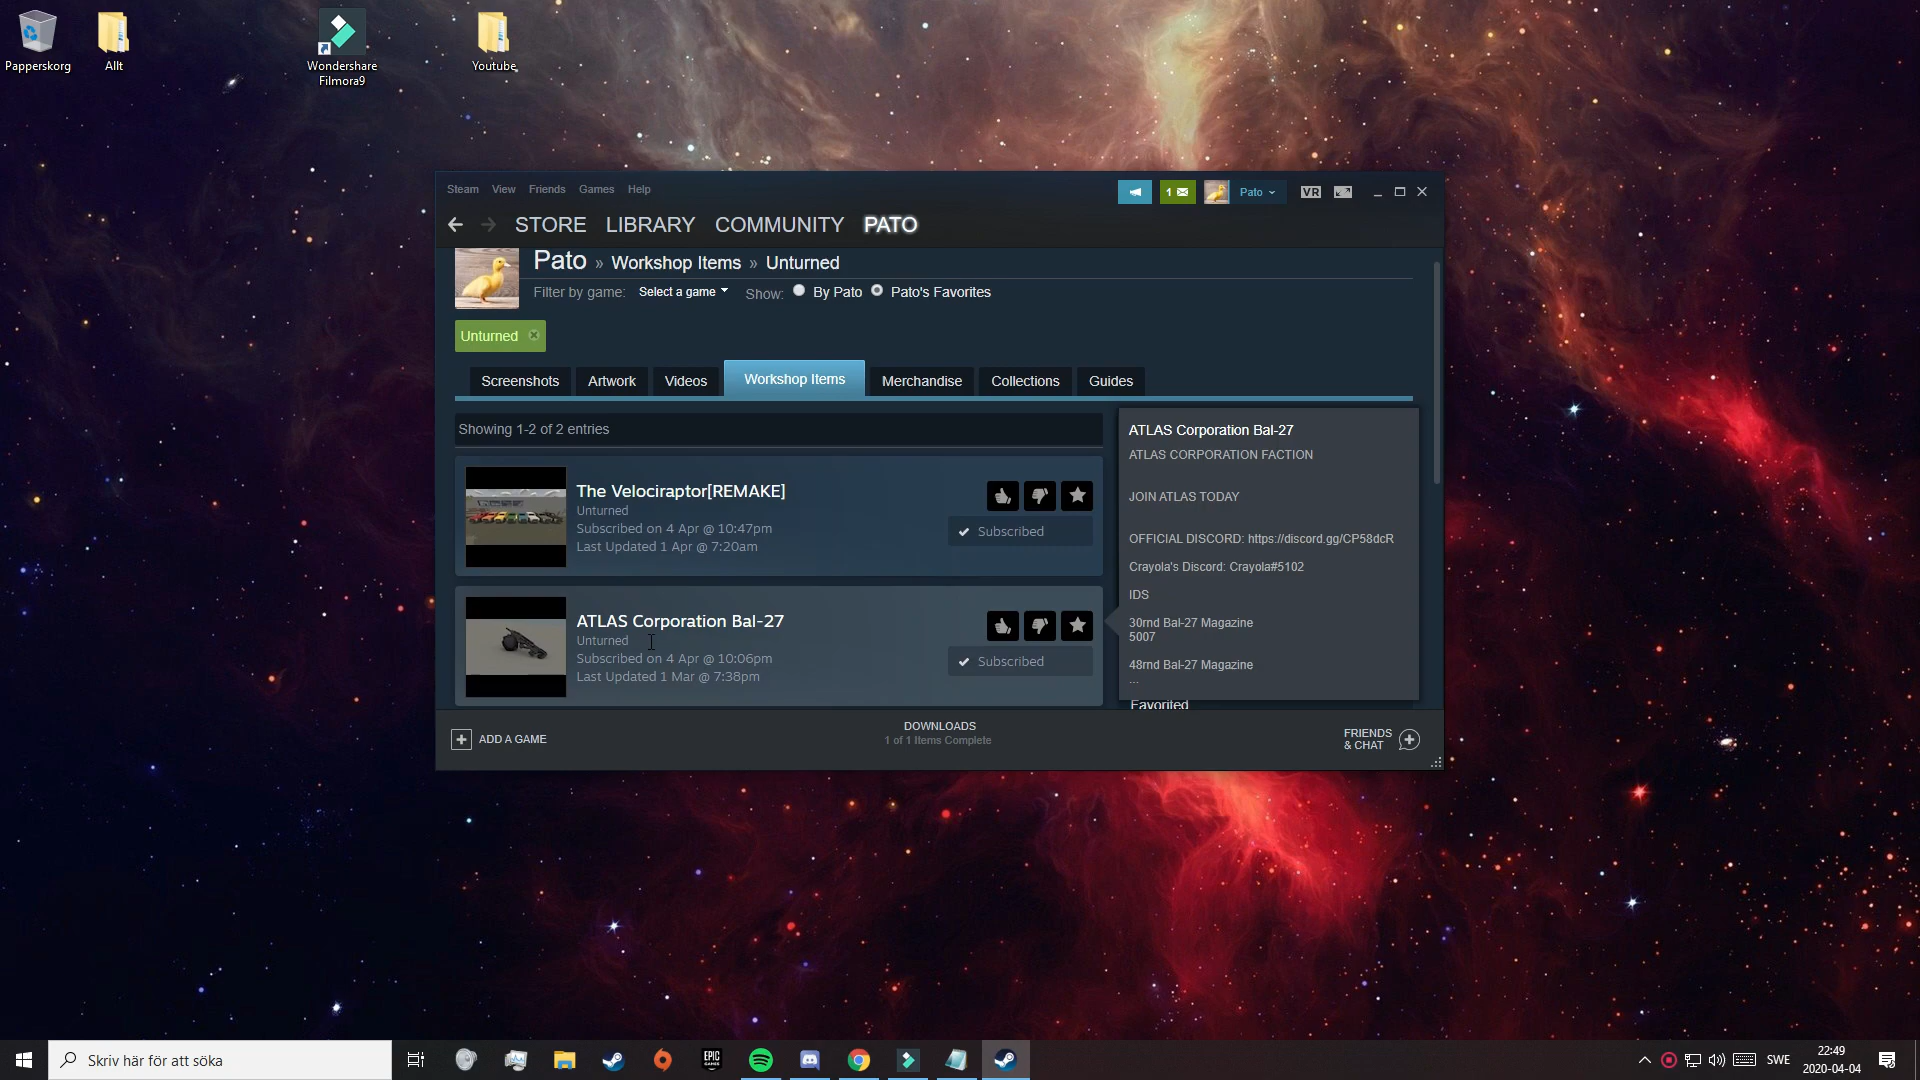 Papperskorg
Allt
Wondershare
Filmora9
Youtube
Steam View Friends Games Help
1
Pato
VR
STORE LIBRARY COMMUNITY PATO
Pato » Workshop Items » Unturned
Filter by game: Select a game Show: By Pato Pato's Favorites
Unturned
Screenshots Artwork Videos Workshop Items Merchandise Collections Guides
Showing 1-2 of 2 entries
The Velociraptor[REMAKE]
Unturned
Subscribed on 4 Apr @ 10:47pm
Last Updated 1 Apr @ 7:20am
Subscribed
ATLAS Corporation Bal-27
Unturned
Subscribed on 4 Apr @ 10:06pm
Last Updated 1 Mar @ 7:38pm
Subscribed
ATLAS Corporation Bal-27
ATLAS CORPORATION FACTION
JOIN ATLAS TODAY
OFFICIAL DISCORD: https://discord.gg/CP58dcR
Crayola's Discord: Crayola#5102
IDS
30rnd Bal-27 Magazine
5007
48rnd Bal-27 Magazine
...
Favorited
ADD A GAME
DOWNLOADS
1 of 1 Items Complete
FRIENDS
& CHAT
Skriv här för att söka
EPIC
GAMES
SWE
22:49
2020-04-04